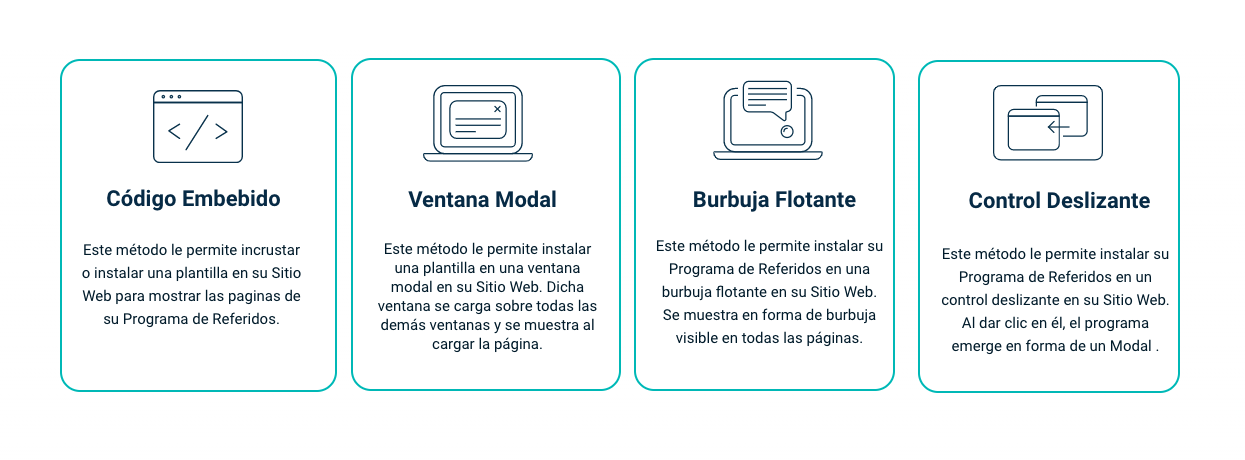 Código Embebido
Este método le permite incrustar
o instalar una plantilla en su Sitio
Web para mostrar las paginas de
su Programa de Referidos.
Ventana Modal
Este método le permite instalar
una plantilla en una ventana
modal en su Sitio Web. Dicha
ventana se carga sobre todas las
demás ventanas y se muestra al
cargar la página.
Burbuja Flotante
Este método le permite instalar su
Programa de Referidos en una
burbuja flotante en su Sitio Web.
Se muestra en forma de burbuja
visible en todas las páginas.
Control Deslizante
Este método le permite instalar su
Programa de Referidos en un
control deslizante en su Sitio Web.
Al dar clic en él, el programa
emerge en forma de un Modal .